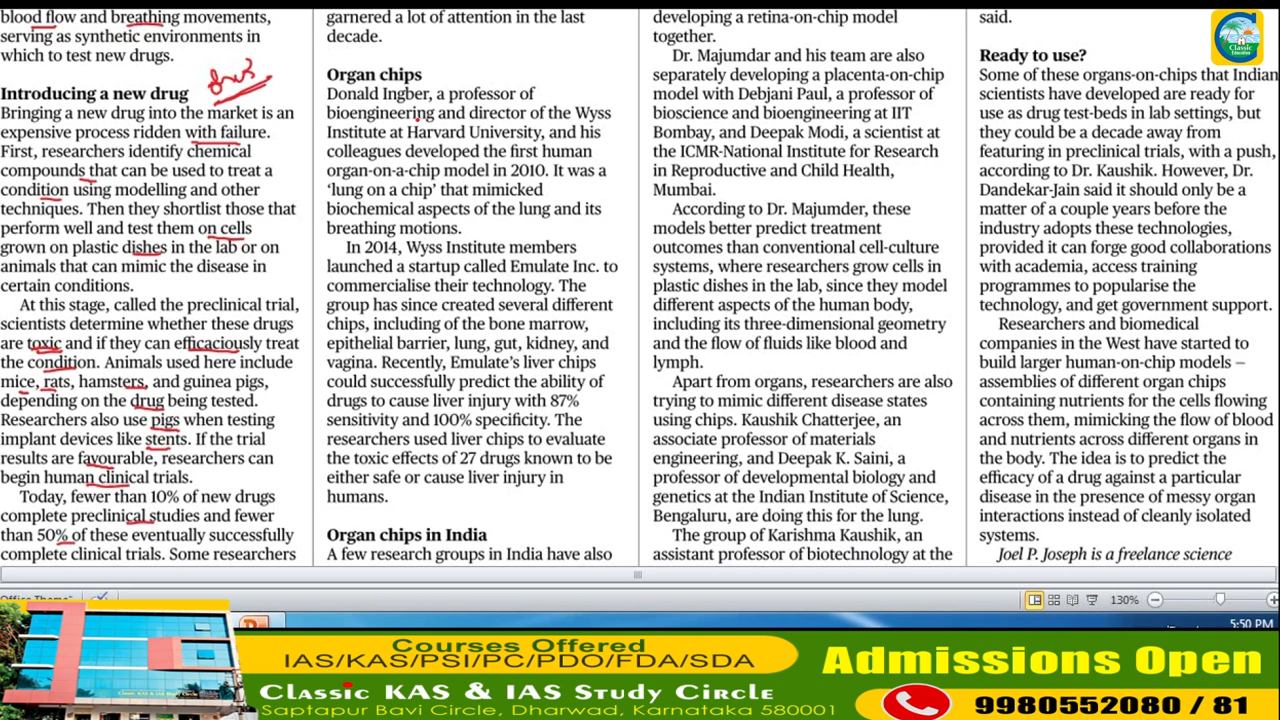 blood flow and breathing movements,
serving as synthetic environments in
which to test new drugs.
Introducing a new drug
Bringing a new drug into the market is an
expensive process ridden with failure.
First, researchers identify chemical
compounds that can be used to treat a
condition using modelling and other
techniques. Then they shortlist those that
perform well and test them on cells
grown on plastic dishes in the lab or on
animals that can mimic the disease in
certain conditions.
At this stage, called the preclinical trial,
scientists determine whether these drugs
are toxic and if they can efficaciously treat
the condition. Animals used here include
mice, rats, hamsters, and guinea pigs,
depending on the drug being tested.
Researchers also use pigs when testing
implant devices like stents. If the trial
results are favourable, researchers can
begin human clinical trials.
Today, fewer than 10% of new drugs
complete preclinical studies and fewer
than 50% of these eventually successfully
complete clinical trials. Some researchers
garnered a lot of attention in the last
decade.
Organ chips
Donald Ingber, a professor of
bioengineering and director of the Wyss
Institute at Harvard University, and his
colleagues developed the first human
organ-on-a-chip model in 2010. It was a
‘lung on a chip’ that mimicked
biochemical aspects of the lung and its
breathing motions.
In 2014, Wyss Institute members
launched a startup called Emulate Inc. to
commercialise their technology. The
group has since created several different
chips, including of the bone marrow,
epithelial barrier, lung, gut, kidney, and
vagina. Recently, Emulate’s liver chips
could successfully predict the ability of
drugs to cause liver injury with 87%
sensitivity and 100% specificity. The
researchers used liver chips to evaluate
the toxic effects of 27 drugs known to be
either safe or cause liver injury in
humans.
Organ chips in India
A few research groups in India have also
developing a retina-on-chip model
together.
Dr. Majumdar and his team are also
separately developing a placenta-on-chip
model with Debjani Paul, a professor of
bioscience and bioengineering at IIT
Bombay, and Deepak Modi, a scientist at
the ICMR-National Institute for Research
in Reproductive and Child Health,
Mumbai.
According to Dr. Majumder, these
models better predict treatment
outcomes than conventional cell-culture
systems, where researchers grow cells in
plastic dishes in the lab, since they model
different aspects of the human body,
including its three-dimensional geometry
and the flow of fluids like blood and
lymph.
Apart from organs, researchers are also
trying to mimic different disease states
using chips. Kaushik Chatterjee, an
associate professor of materials
engineering, and Deepak K. Saini, a
professor of developmental biology and
genetics at the Indian Institute of Science,
Bengaluru, are doing this for the lung.
The group of Karishma Kaushik, an
assistant professor of biotechnology at the
said.
Ready to use?
Some of these organs-on-chips that Indian
scientists have developed are ready for
use as drug test-beds in lab settings, but
they could be a decade away from
featuring in preclinical trials, with a push,
according to Dr. Kaushik. However, Dr.
Dandekar-Jain said it should only be a
matter of a couple years before the
industry adopts these technologies,
provided it can forge good collaborations
with academia, access training
programmes to popularise the
technology, and get government support.
Researchers and biomedical
companies in the West have started to
build larger human-on-chip models –
assemblies of different organ chips
containing nutrients for the cells flowing
across them, mimicking the flow of blood
and nutrients across different organs in
the body. The idea is to predict the
efficacy of a drug against a particular
disease in the presence of messy organ
interactions instead of cleanly isolated
systems.
Joel P. Joseph is a freelance science
Classic
Education
130%
5:50 PM
Courses Offered
IAS/KAS/PSI/PC/PDO/FDA/SDA
Classic KAS & IAS Study Circle
Saptapur Bavi Circle, Dharwad, Karnataka 580001
Admissions Open
9980552080 / 81